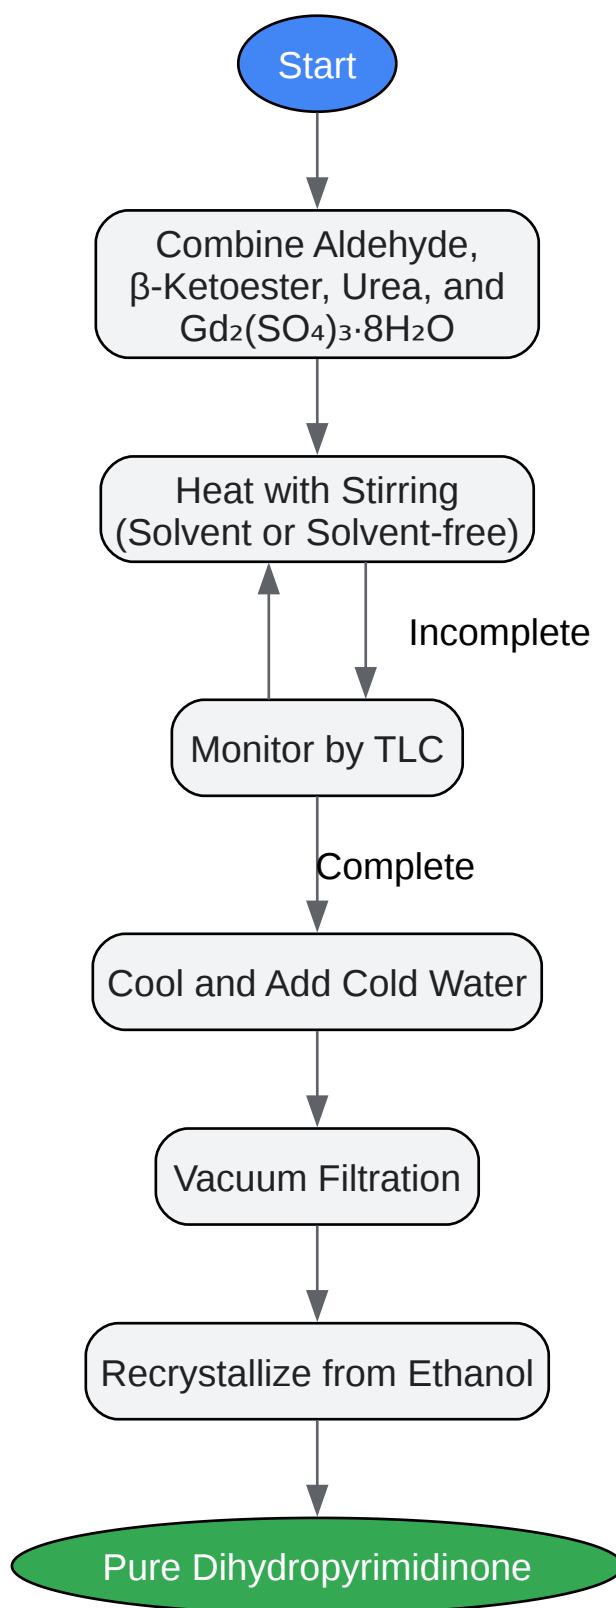 Start
Combine Aldehyde,
β-Ketoester, Urea, and
Gd₂(SO₄)₃·8H₂O
Heat with Stirring
(Solvent or Solvent-free)
Incomplete
Monitor by TLC
Complete
Cool and Add Cold Water
Vacuum Filtration
Recrystallize from Ethanol
Pure Dihydropyrimidinone